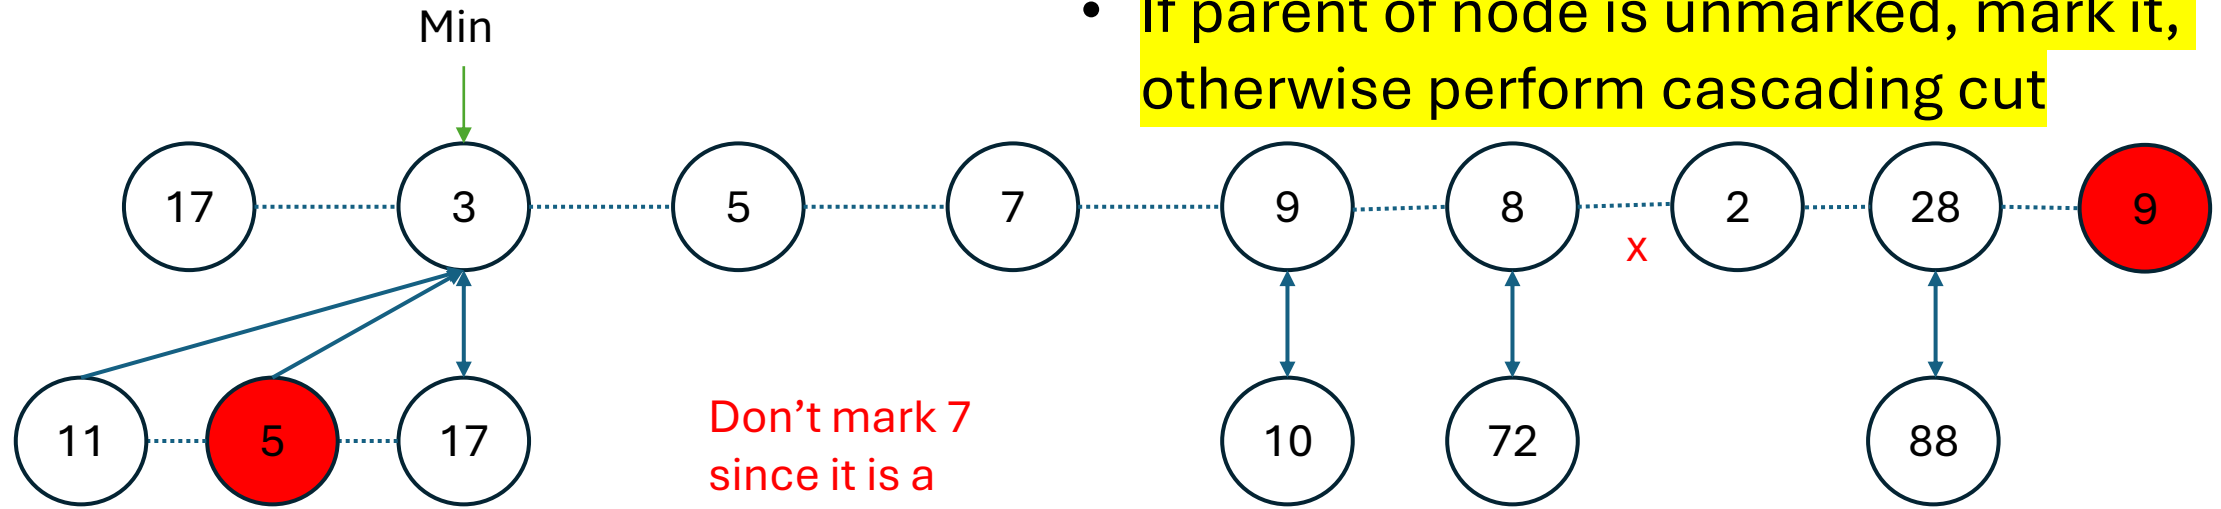 Min
• If parent of node is unmarked, mark it,
otherwise perform cascading cut
17 3 5 7 9 8 2 28 9
x
11 5 17 10 72 88
Don’t mark 7
since it is a